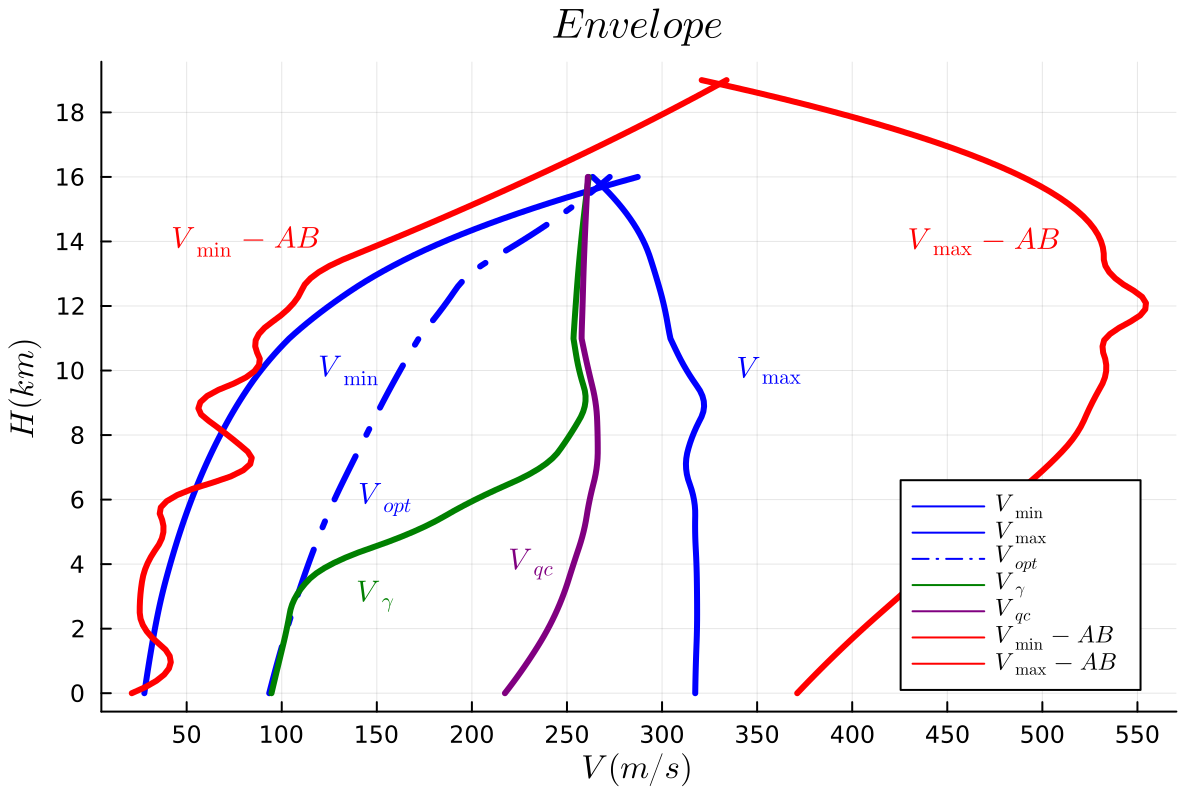 Envelope
H(km)
18
16
14
12
10
8
6
4
2
0
V_min − AB
V_max − AB
V_min
V_max
V_opt
V_qc
V_γ
V_min
V_max
V_opt
V_γ
V_qc
V_min − AB
V_max − AB
50 100 150 200 250 300 350 400 450 500 550
V(m/s)